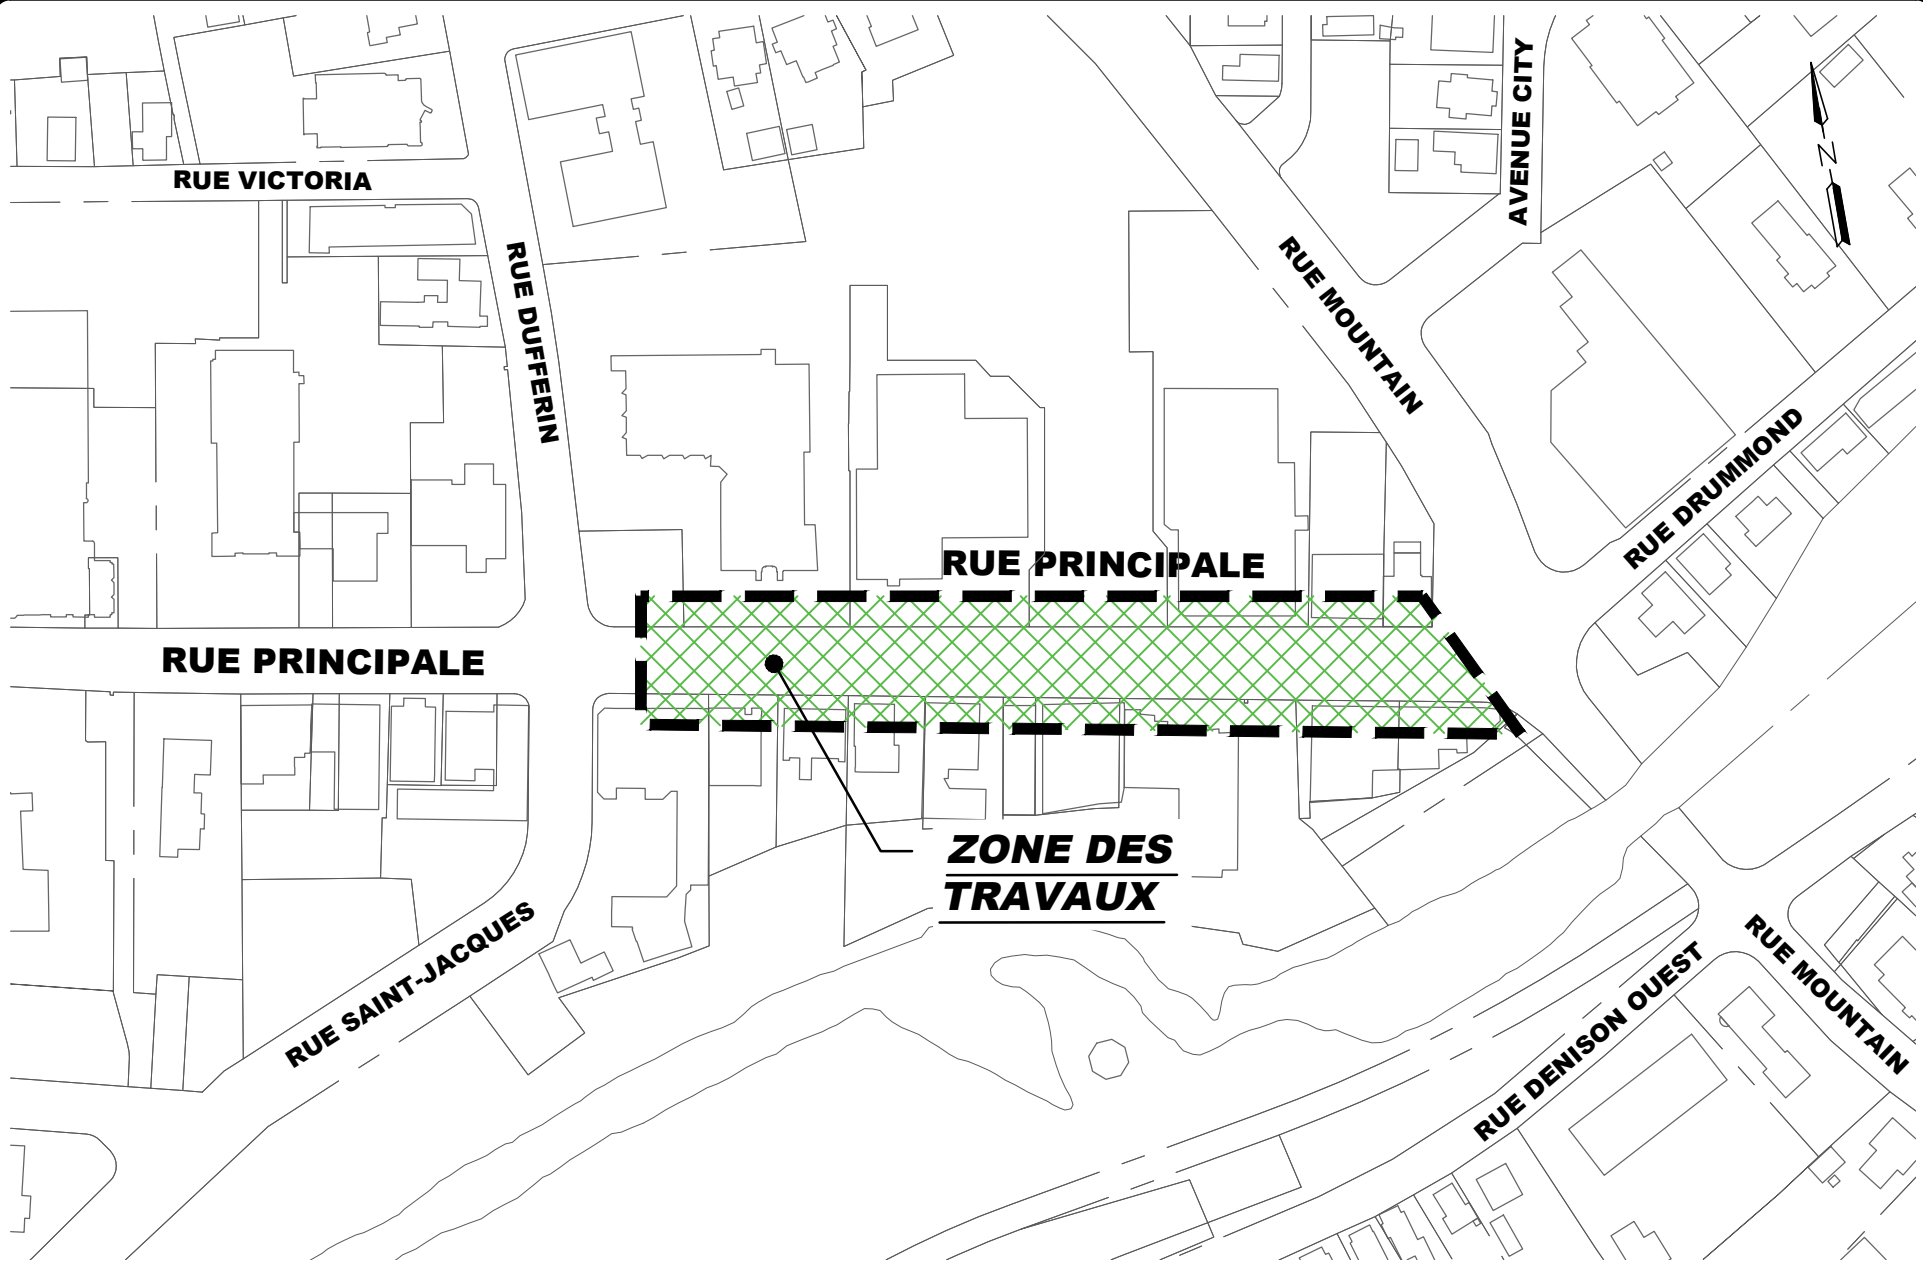 AVENUE CITY
RUE VICTORIA
N
RUE DUFFERIN
RUE MOUNTAIN
RUE DRUMMOND
RUE PRINCIPALE
RUE PRINCIPALE
ZONE DES
TRAVAUX
RUE SAINT-JACQUES
RUE DENISON OUEST
RUE MOUNTAIN